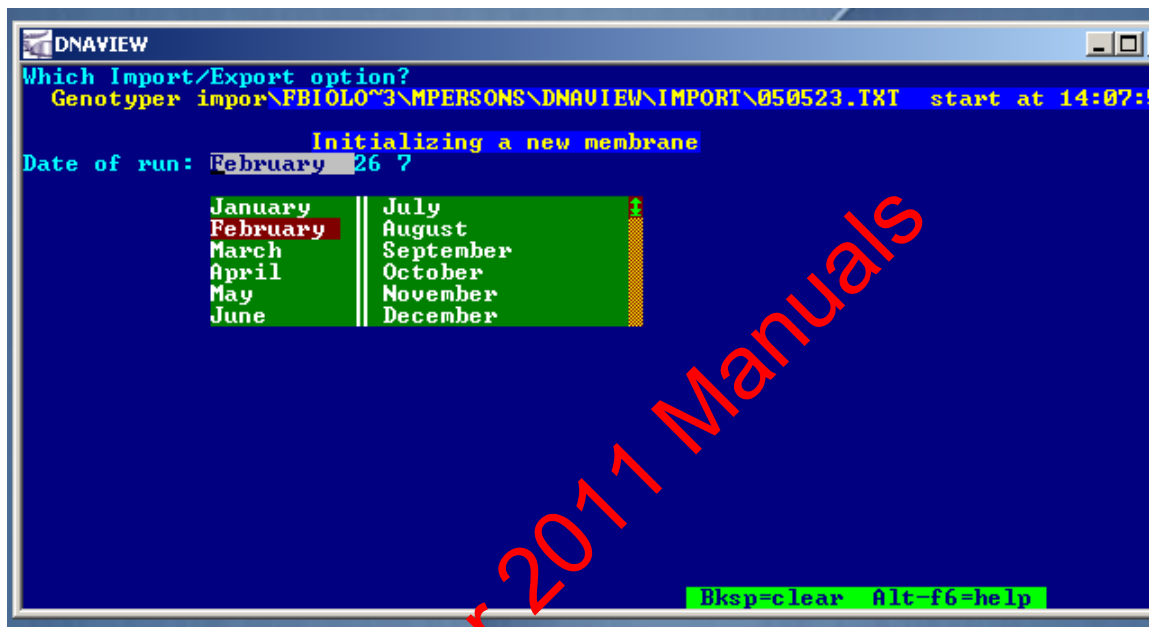 DNAVIEW
Which Import/Export option?
Genotyper impor\FBIOLO~3\MPERSONS\DNAVIEW\IMPORT\050523.TXT start at 14:07:
Initializing a new membrane
Date of run: February 26 7
January July
February August
March September
April October
May November
June December
Bksp=clear Alt-f6=help
2011 Manuals